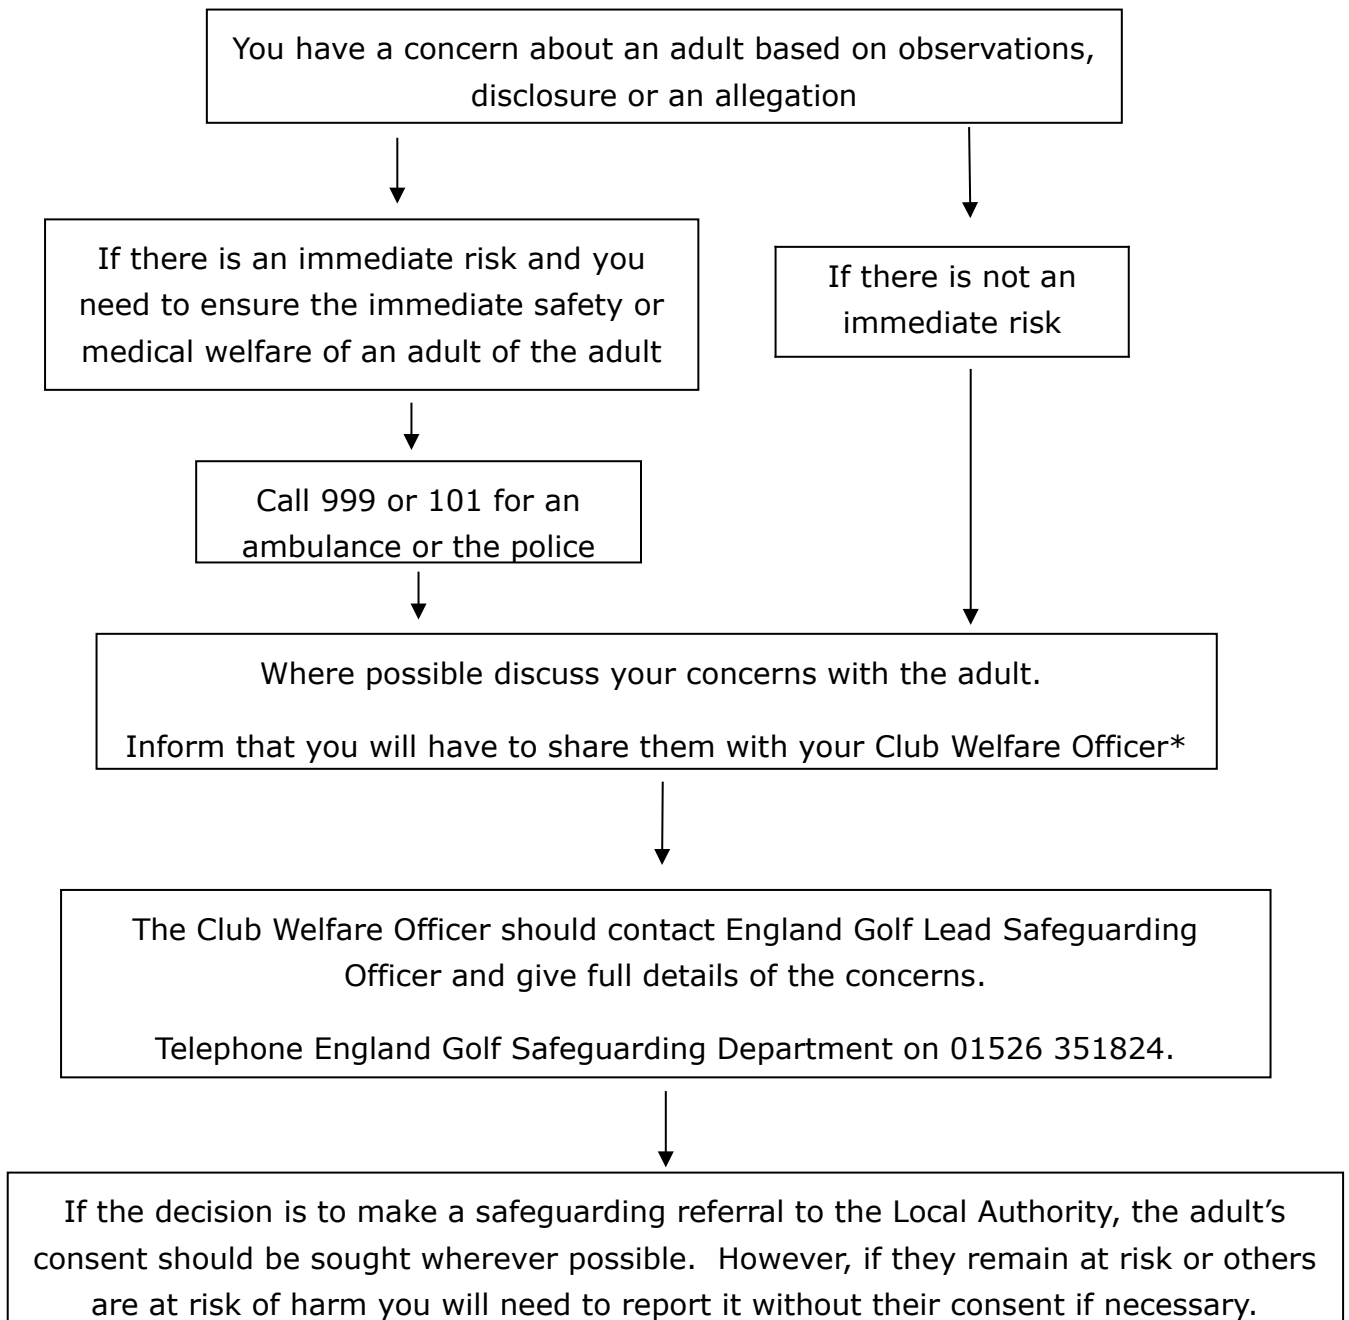 You have a concern about an adult based on observations,
disclosure or an allegation
If there is an immediate risk and you
need to ensure the immediate safety or
medical welfare of an adult of the adult
If there is not an
immediate risk
Call 999 or 101 for an
ambulance or the police
Where possible discuss your concerns with the adult.
Inform that you will have to share them with your Club Welfare Officer*
The Club Welfare Officer should contact England Golf Lead Safeguarding
Officer and give full details of the concerns.
Telephone England Golf Safeguarding Department on 01526 351824.
If the decision is to make a safeguarding referral to the Local Authority, the adult’s
consent should be sought wherever possible.  However, if they remain at risk or others
are at risk of harm you will need to report it without their consent if necessary.